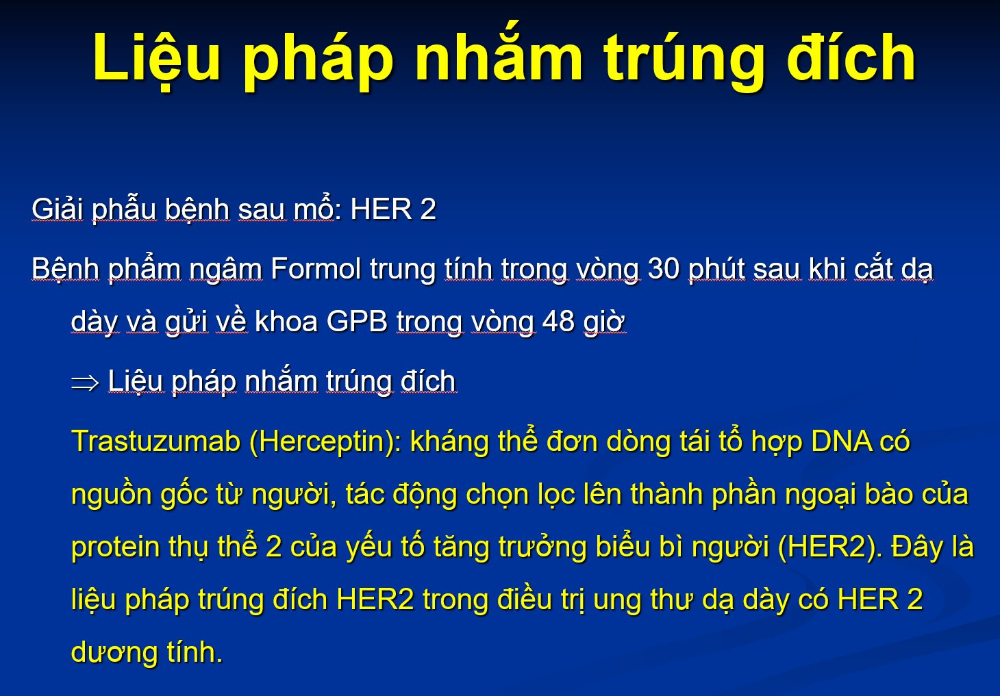 Liệu pháp nhắm trúng đích
Giải phẫu bệnh sau mổ: HER 2
Bệnh phẩm ngâm Formol trung tính trong vòng 30 phút sau khi cắt dạ
dày và gửi về khoa GPB trong vòng 48 giờ
⇒ Liệu pháp nhắm trúng đích
Trastuzumab (Herceptin): kháng thể đơn dòng tái tổ hợp DNA có
nguồn gốc từ người, tác động chọn lọc lên thành phần ngoại bào của
protein thụ thể 2 của yếu tố tăng trưởng biểu bì người (HER2). Đây là
liệu pháp trúng đích HER2 trong điều trị ung thư dạ dày có HER 2
dương tính.